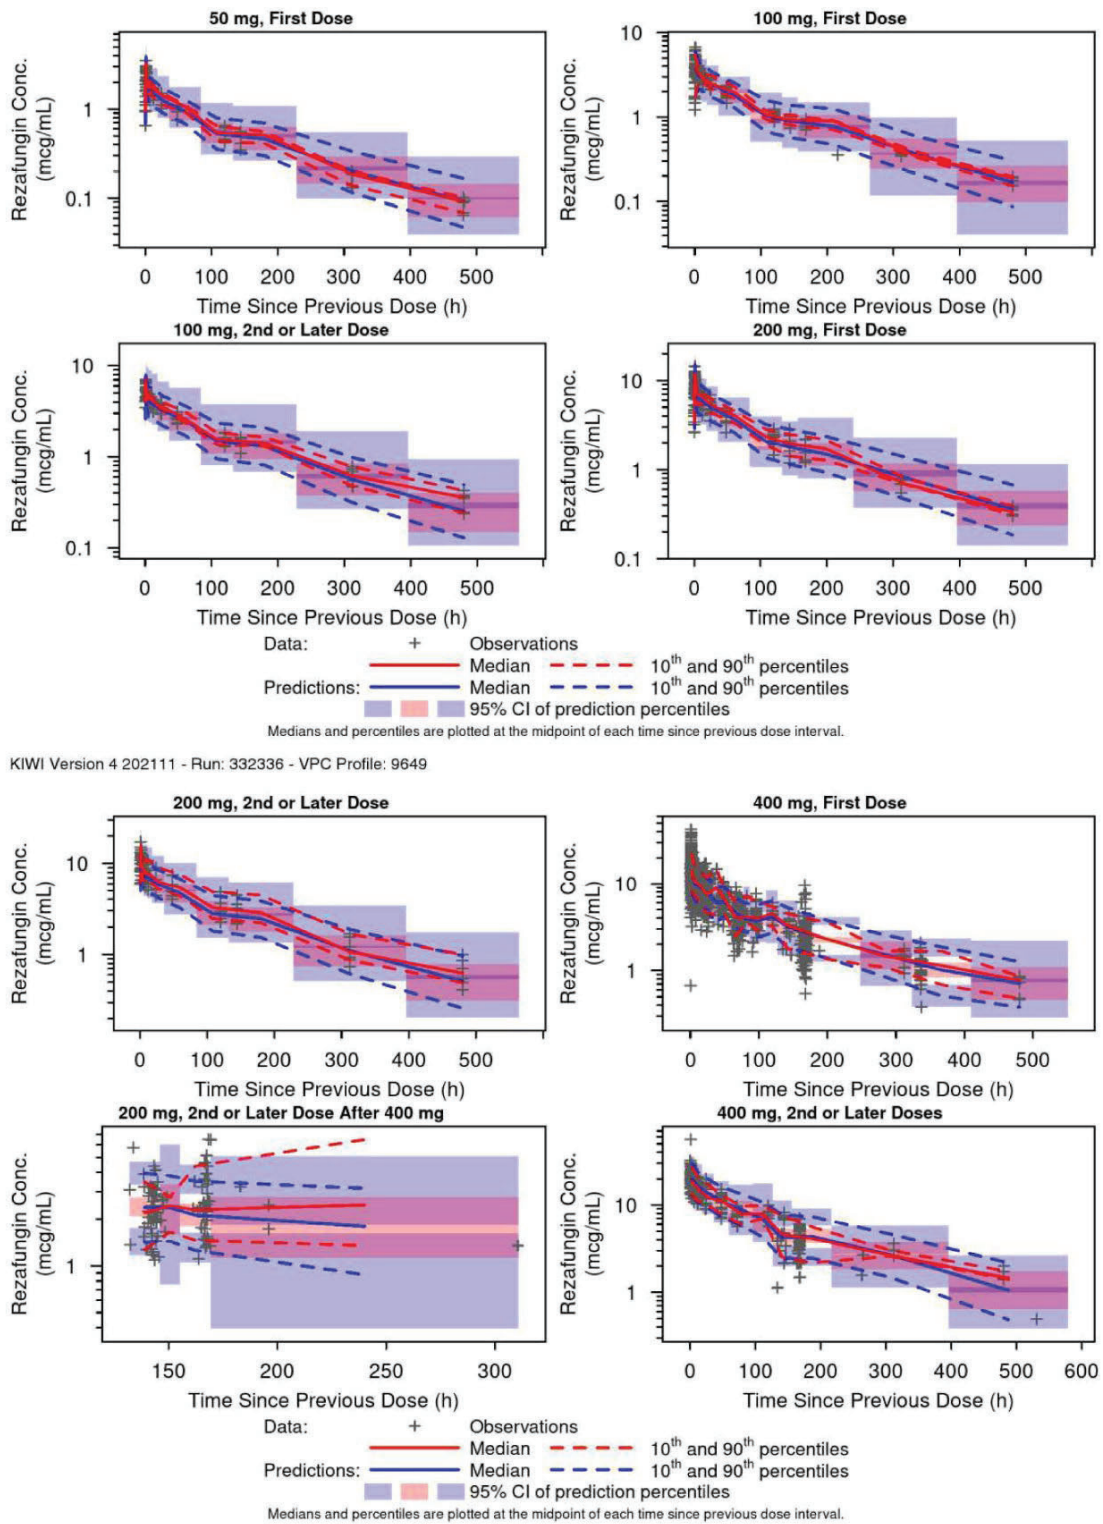 50 mg, First Dose
Rezafungin Conc.
(mcg/mL)
1
0.1
0 100 200 300 400 500
Time Since Previous Dose (h)
100 mg, First Dose
Rezafungin Conc.
(mcg/mL)
10
1
0.1
0 100 200 300 400 500
Time Since Previous Dose (h)
100 mg, 2nd or Later Dose
Rezafungin Conc.
(mcg/mL)
10
1
0.1
0 100 200 300 400 500
Time Since Previous Dose (h)
200 mg, First Dose
Rezafungin Conc.
(mcg/mL)
10
1
0.1
0 100 200 300 400 500
Time Since Previous Dose (h)
Data: + Observations
Median 10th and 90th percentiles
Predictions: Median 10th and 90th percentiles
95% CI of prediction percentiles
Medians and percentiles are plotted at the midpoint of each time since previous dose interval.
KIWI Version 4 202111 - Run: 332336 - VPC Profile: 9649
200 mg, 2nd or Later Dose
Rezafungin Conc.
(mcg/mL)
10
1
0 100 200 300 400 500
Time Since Previous Dose (h)
400 mg, First Dose
Rezafungin Conc.
(mcg/mL)
10
1
0 100 200 300 400 500
Time Since Previous Dose (h)
200 mg, 2nd or Later Dose After 400 mg
Rezafungin Conc.
(mcg/mL)
1
150 200 250 300
Time Since Previous Dose (h)
400 mg, 2nd or Later Doses
Rezafungin Conc.
(mcg/mL)
10
1
0 100 200 300 400 500 600
Time Since Previous Dose (h)
Data: + Observations
Median 10th and 90th percentiles
Predictions: Median 10th and 90th percentiles
95% CI of prediction percentiles
Medians and percentiles are plotted at the midpoint of each time since previous dose interval.